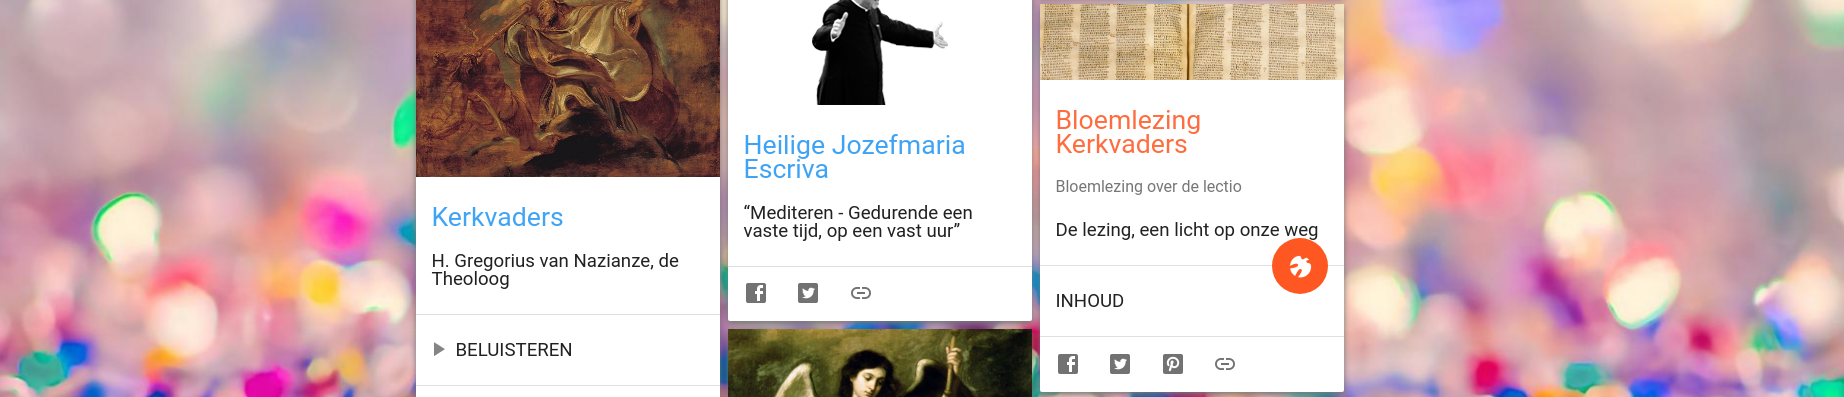 Kerkvaders
H. Gregorius van Nazianze, de
Theoloog
BELUISTEREN
Heilige Jozefmaria
Escriva
“Mediteren - Gedurende een
vaste tijd, op een vast uur”
Bloemlezing
Kerkvaders
Bloemlezing over de lectio
De lezing, een licht op onze weg
INHOUD